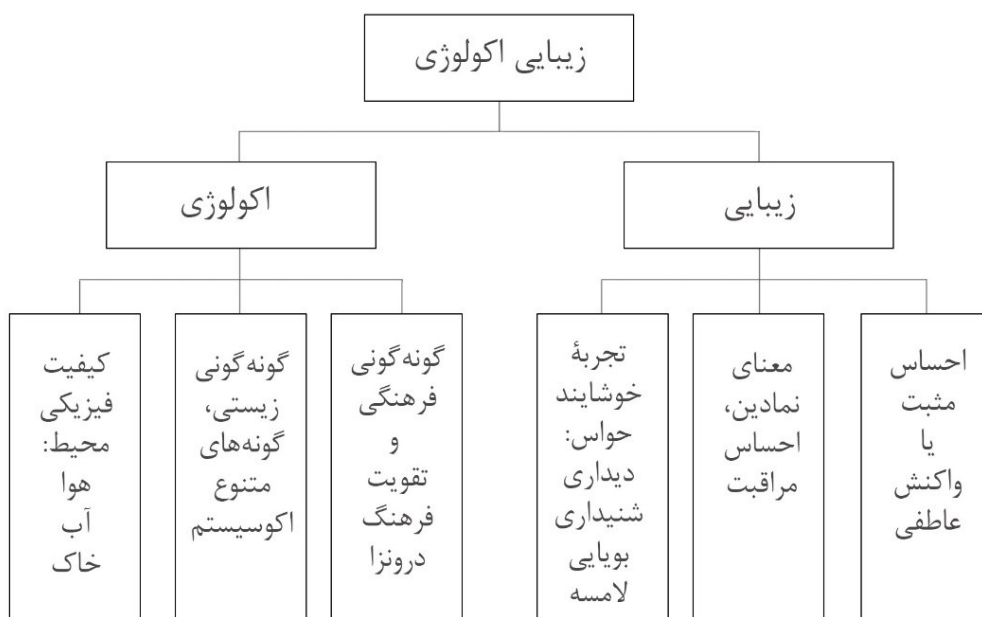 زیبایی اکولوژی
زیبایی
اکولوژی
احساس
مثبت
یا
واکنش
عاطفی
معنای
نمادین،
احساس
مراقبت
تجربهٔ
خوشایند
حواس:
دیداری
شنیداری
بویایی
لامسه
گونه‌گونی
فرهنگی
و
تقویت
فرهنگ
درونزا
گونه‌گونی
زیستی،
گونه‌های
متنوع
اکوسیستم
کیفیت
فیزیکی
محیط:
هوا
آب
خاک